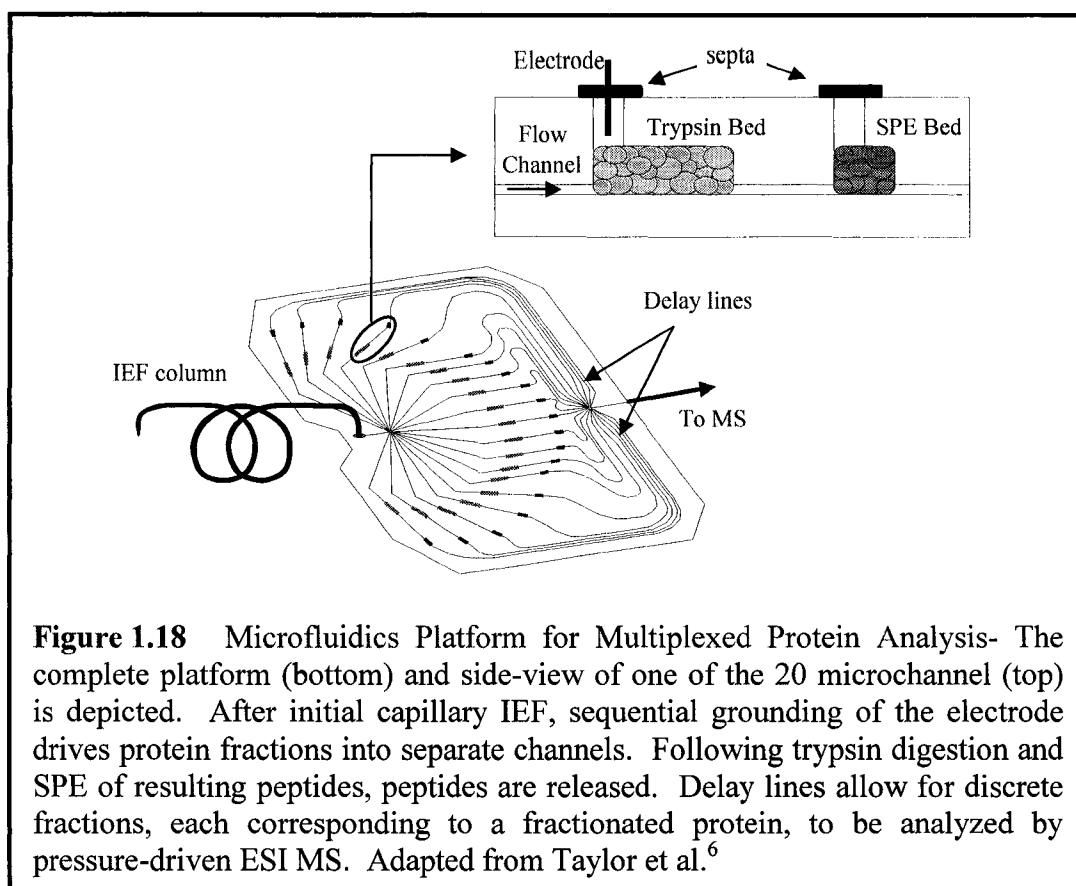 Electrode
septa
Trypsin Bed
SPE Bed
Flow
Channel
Delay lines
IEF column
To MS
Figure 1.18 Microfluidics Platform for Multiplexed Protein Analysis- The
complete platform (bottom) and side-view of one of the 20 microchannel (top)
is depicted. After initial capillary IEF, sequential grounding of the electrode
drives protein fractions into separate channels. Following trypsin digestion and
SPE of resulting peptides, peptides are released. Delay lines allow for discrete
fractions, each corresponding to a fractionated protein, to be analyzed by
pressure-driven ESI MS. Adapted from Taylor et al.⁶